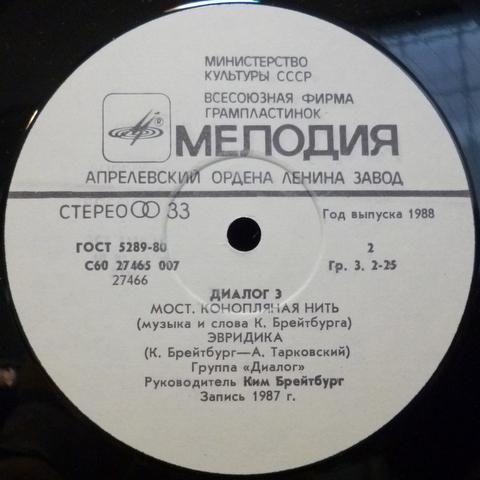 МИНИСТЕРСТВО
КУЛЬТУРЫ СССР
ВСЕСОЮЗНАЯ ФИРМА
ГРАМПЛАСТИНОК
МЕЛОДИЯ
АПРЕЛЕВСКИЙ ОРДЕНА ЛЕНИНА ЗАВОД
СТЕРЕО 33 Год выпуска 1988
ГОСТ 5289-80 2
С60 27465 007 Гр. 3. 2-25
27466
ДИАЛОГ 3
МОСТ. КОНОПЛЯНАЯ НИТЬ
(музыка и слова К. Брейтбурга)
ЭВРИДИКА
(К. Брейтбург—А. Тарковский)
Группа «Диалог»
Руководитель Ким Брейтбург
Запись 1987 г.